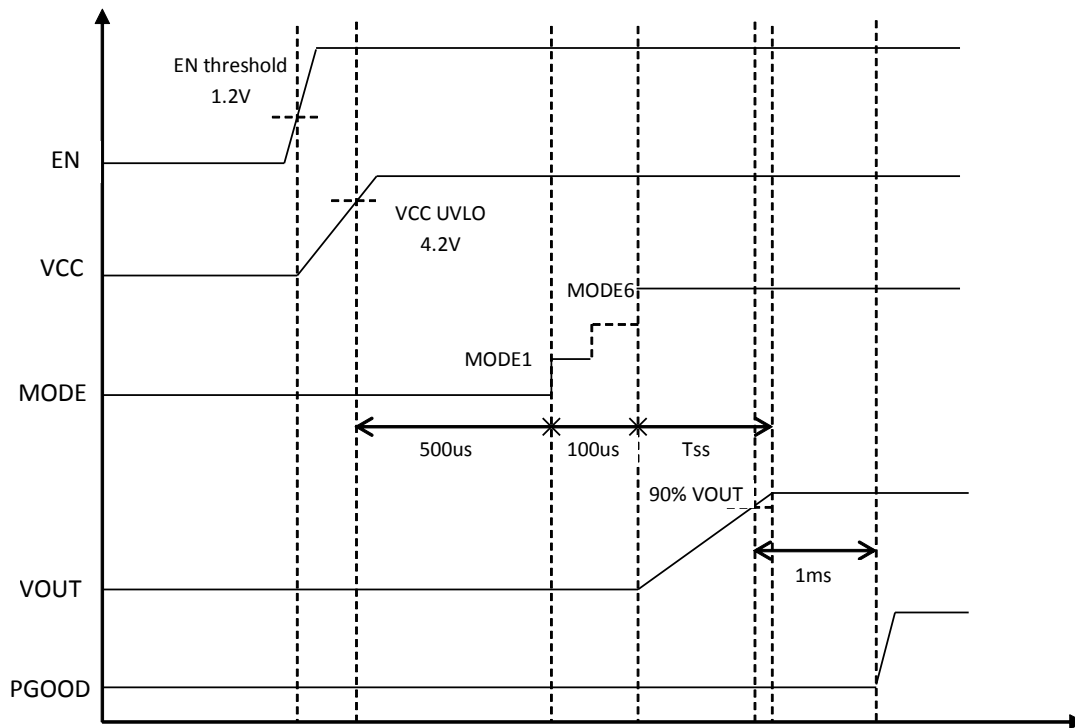 EN threshold
1.2V
EN
VCC UVLO
4.2V
VCC
MODE6
MODE1
MODE
500us
100us
Tss
90% VOUT
1ms
VOUT
PGOOD